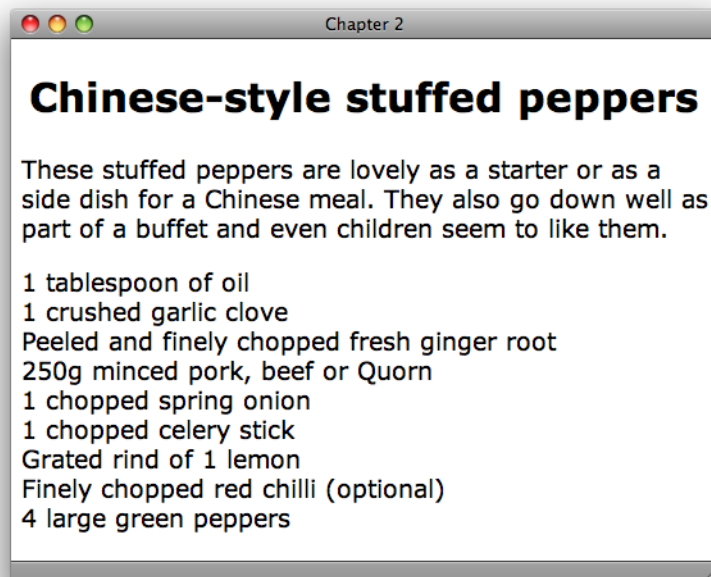 Chapter 2
Chinese-style stuffed peppers
These stuffed peppers are lovely as a starter or as a
side dish for a Chinese meal. They also go down well as
part of a buffet and even children seem to like them.
1 tablespoon of oil
1 crushed garlic clove
Peeled and finely chopped fresh ginger root
250g minced pork, beef or Quorn
1 chopped spring onion
1 chopped celery stick
Grated rind of 1 lemon
Finely chopped red chilli (optional)
4 large green peppers